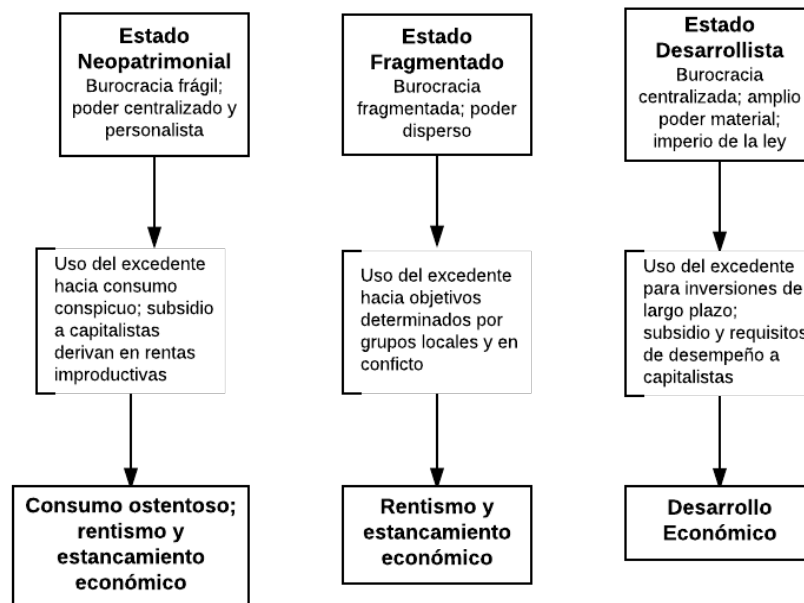 Estado
Neopatrimonial
Burocracia frágil;
poder centralizado y
personalista
Estado
Fragmentado
Burocracia
fragmentada; poder
disperso
Estado
Desarrollista
Burocracia
centralizada; amplio
poder material;
imperio de la ley
Uso del excedente
hacia consumo
conspicuo; subsidio
a capitalistas
derivan en rentas
improductivas
Uso del excedente
hacia objetivos
determinados por
grupos locales y en
conficto
Uso del excedente
para inversiones de
largo plazo;
subsidio y requisitos
de desempeño a
capitalistas
Consumo ostentoso;
rentismo y
estancamiento
económico
Rentismo y
estancamiento
económico
Desarrollo
Económico